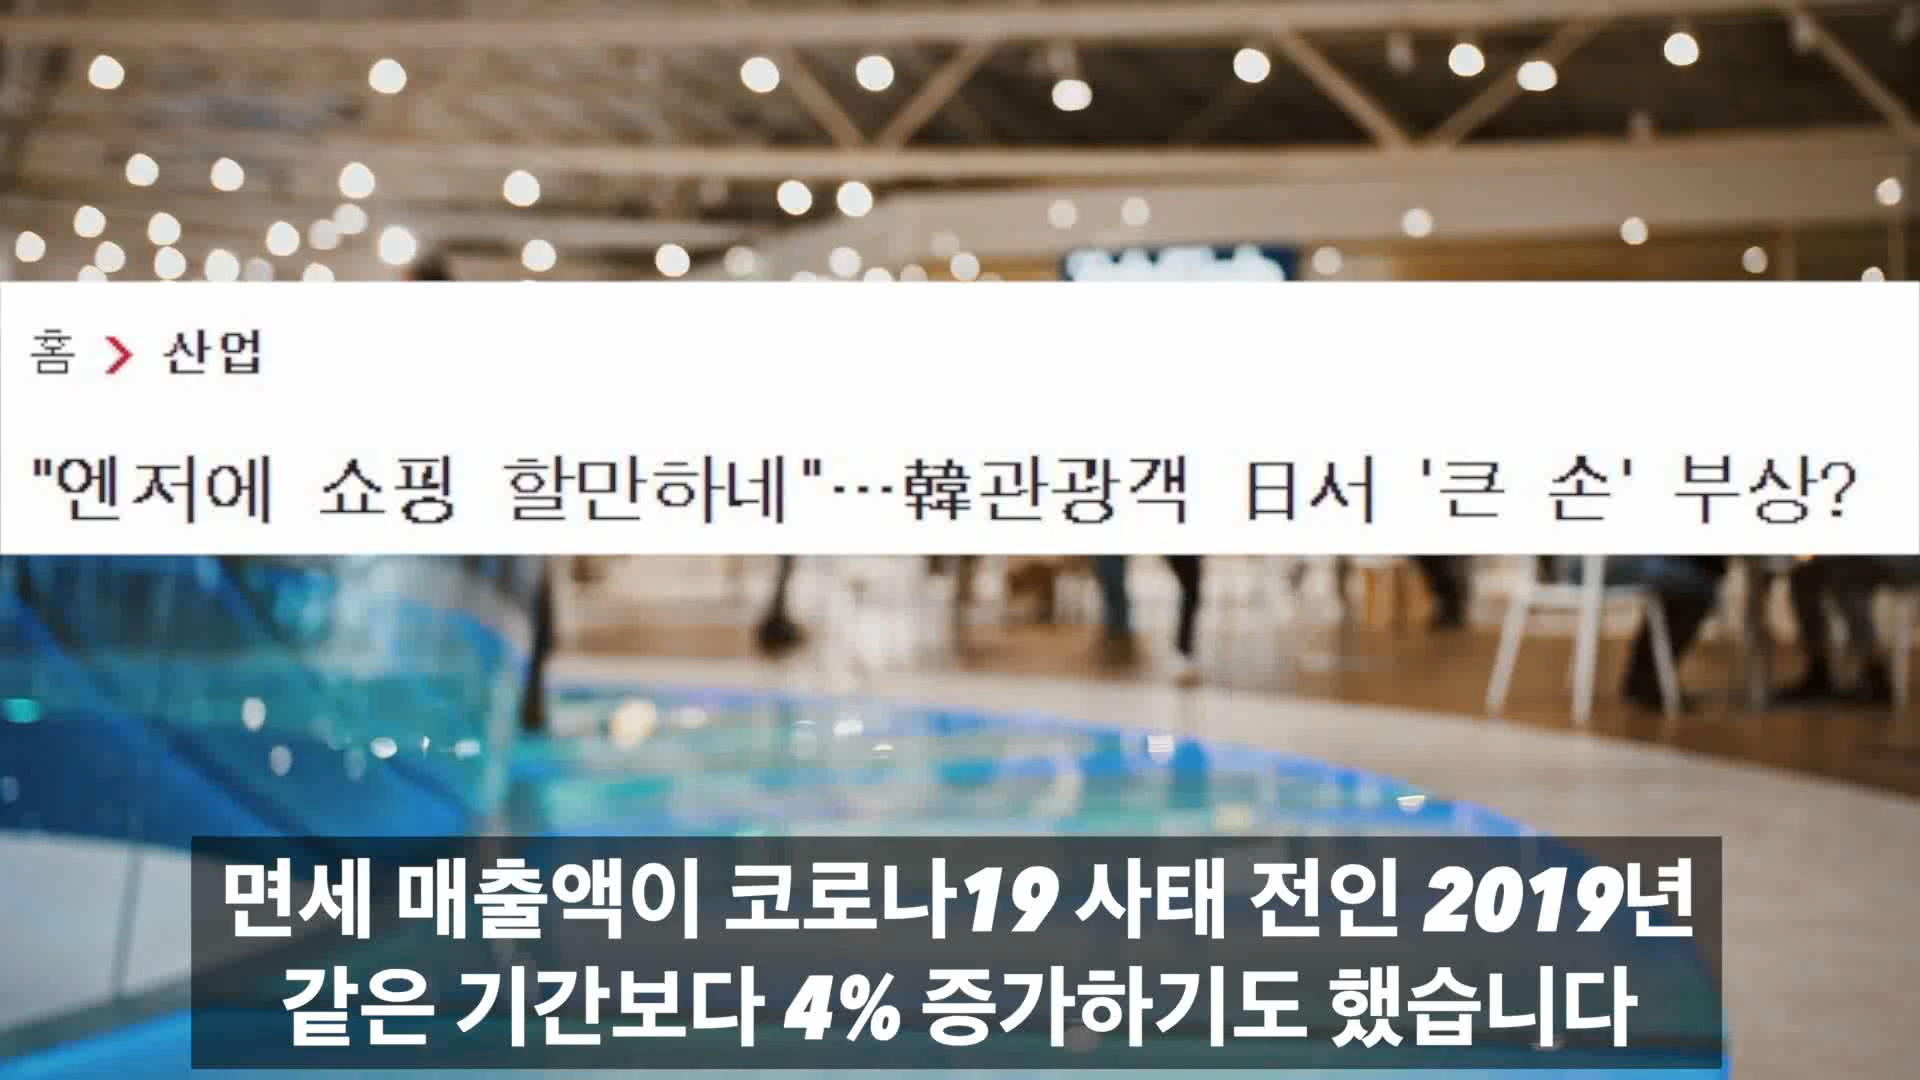 홈 > 산업
"엔저에 쇼핑 할만하네"…韓관광객 日서 '큰 손' 부상?
면세 매출액이 코로나19 사태 전인 2019년
같은 기간보다 4% 증가하기도 했습니다